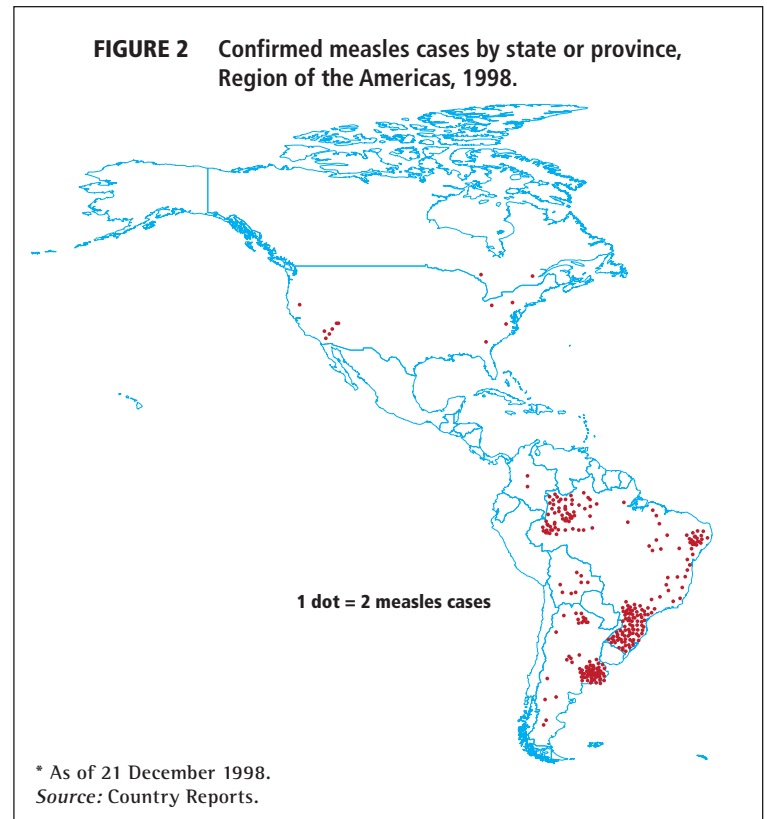 FIGURE 2 Confirmed measles cases by state or province,
Region of the Americas, 1998.
1 dot = 2 measles cases
* As of 21 December 1998.
Source: Country Reports.